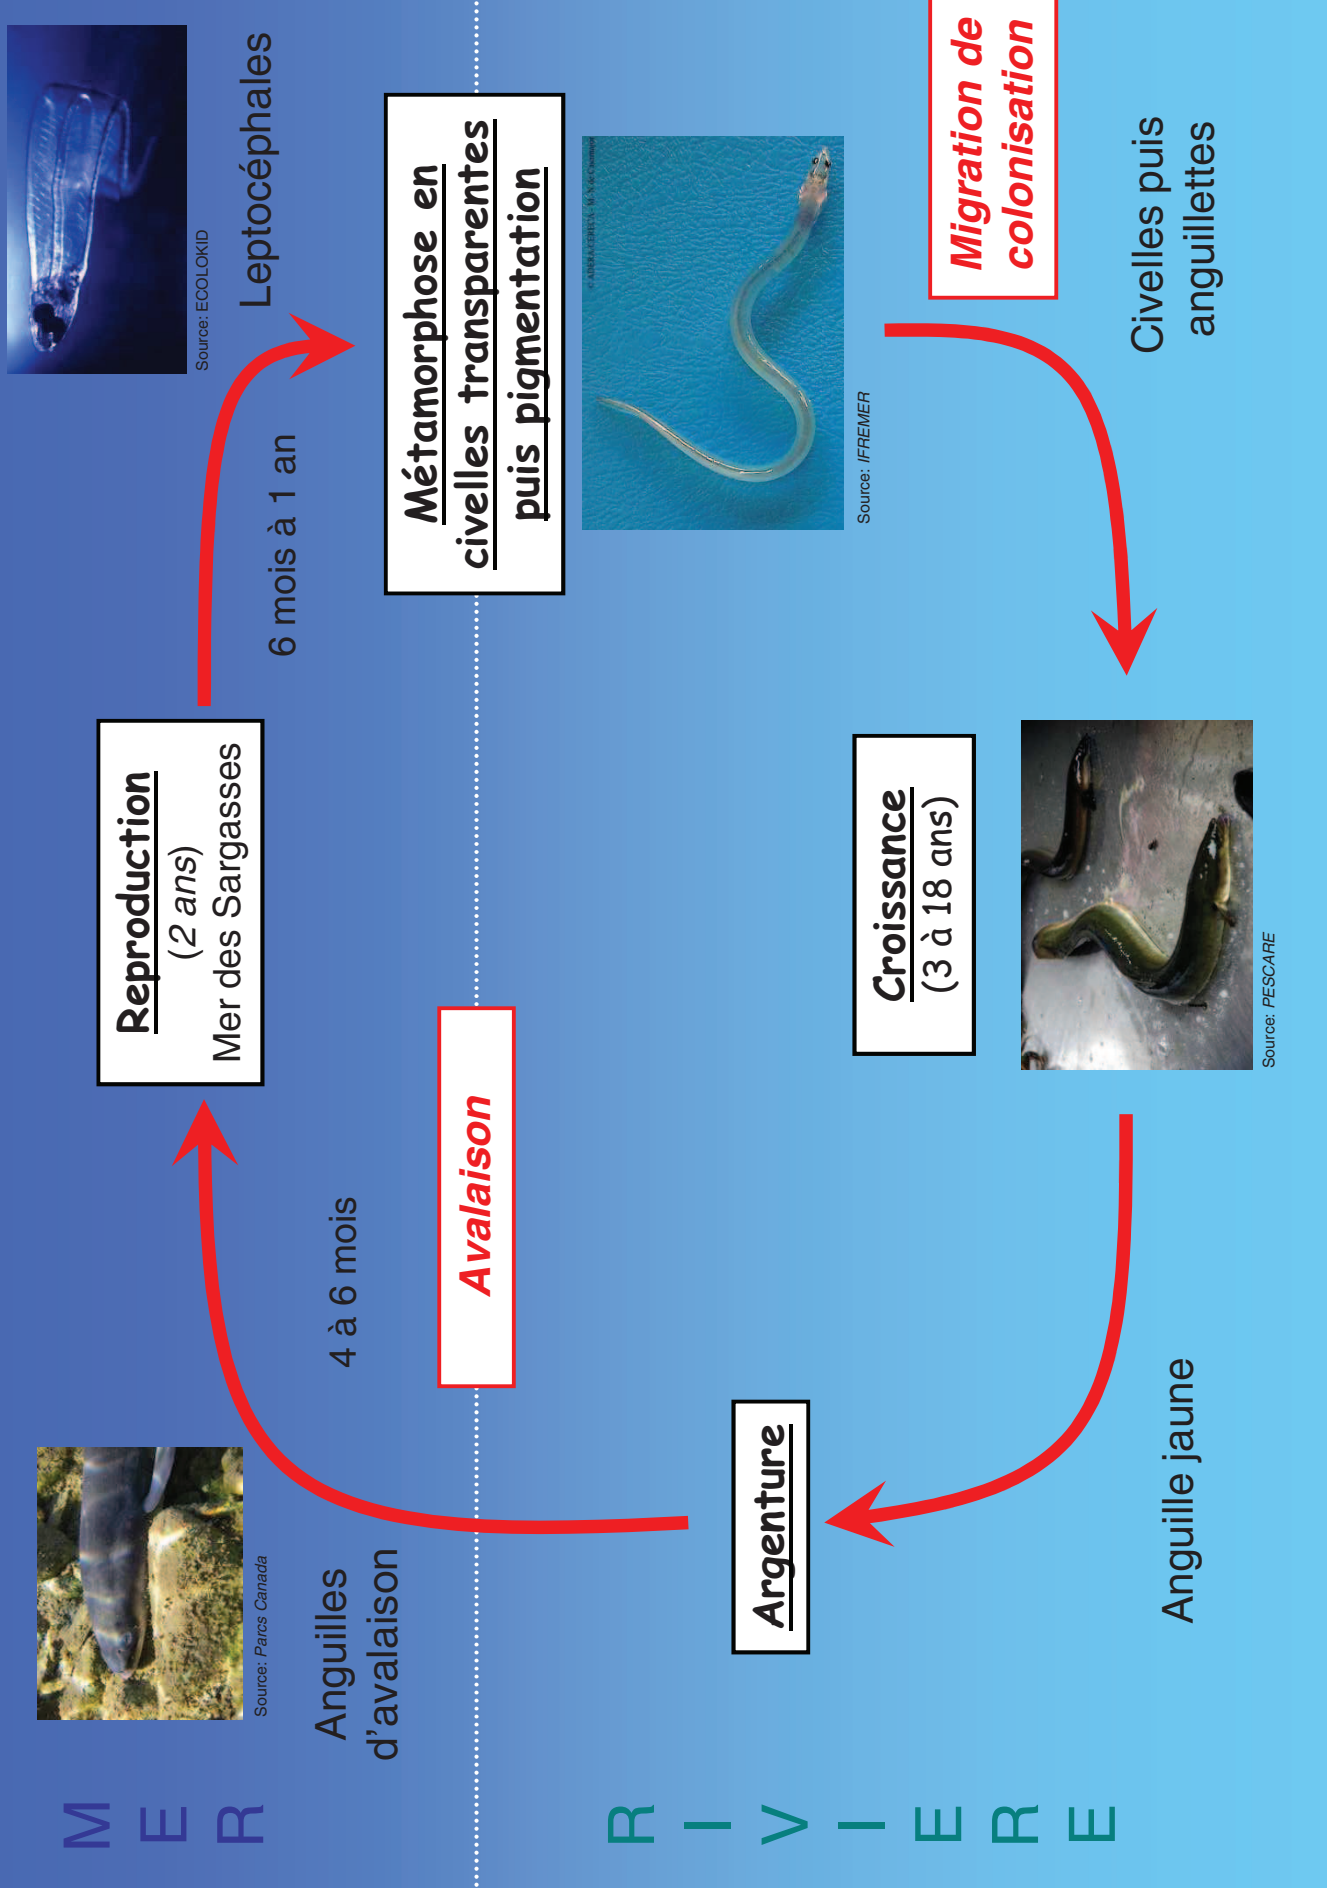 M
E
R
Source: Parcs Canada
Anguilles
d'avalaison
4 à 6 mois
Reproduction
(2 ans)
Mer des Sargasses
6 mois à 1 an
Source: ECOLOKID
Leptocéphales
Avalaison
Métamorphose en
civelles transparentes
puis pigmentation
R
I
V
I
E
R
E
Argenture
Anguille jaune
Croissance
(3 à 18 ans)
Source: PESCARE
Source: IFREMER
Migration de
colonisation
Civelles puis
anguillettes